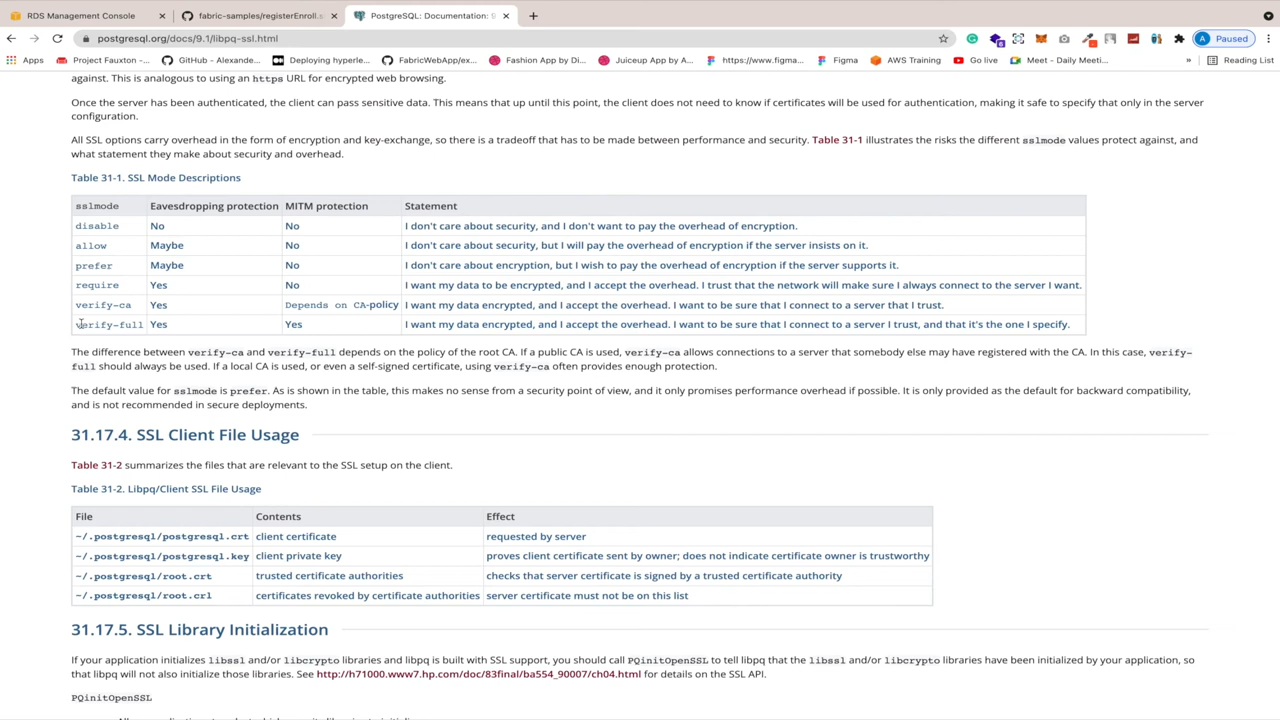 RDS Management Console
fabric-samples/registerEnroll.s
PostgreSQL: Documentation: 9
postgresql.org/docs/9.1/libpq-ssl.html
Paused
Apps
Project Fauxton -...
GitHub - Alexande...
Deploying hyperle...
FabricWebApp/org...
Fashion App by Di...
Juiceup App by A...
https://www.figma...
Figma
AWS Training
Go live
Meet - Daily Meeti...
»
Reading List
against. This is analogous to using an https URL for encrypted web browsing.
Once the server has been authenticated, the client can pass sensitive data. This means that up until this point, the client does not need to know if certificates will be used for authentication, making it safe to specify that only in the server
configuration.
All SSL options carry overhead in the form of encryption and key-exchange, so there is a tradeoff that has to be made between performance and security. Table 31-1 illustrates the risks the different sslmode values protect against, and
what statement they make about security and overhead.
Table 31-1. SSL Mode Descriptions
sslmode Eavesdropping protection MITM protection Statement
disable No No I don't care about security, and I don't want to pay the overhead of encryption.
allow Maybe No I don't care about security, but I will pay the overhead of encryption if the server insists on it.
prefer Maybe No I don't care about encryption, but I wish to pay the overhead of encryption if the server supports it.
require Yes No I want my data to be encrypted, and I accept the overhead. I trust that the network will make sure I always connect to the server I want.
verify-ca Yes Depends on CA-policy I want my data encrypted, and I accept the overhead. I want to be sure that I connect to a server that I trust.
verify-full Yes Yes I want my data encrypted, and I accept the overhead. I want to be sure that I connect to a server I trust, and that it's the one I specify.
The difference between verify-ca and verify-full depends on the policy of the root CA. If a public CA is used, verify-ca allows connections to a server that somebody else may have registered with the CA. In this case, verify-
full should always be used. If a local CA is used, or even a self-signed certificate, using verify-ca often provides enough protection.
The default value for sslmode is prefer. As is shown in the table, this makes no sense from a security point of view, and it only promises performance overhead if possible. It is only provided as the default for backward compatibility,
and is not recommended in secure deployments.
31.17.4. SSL Client File Usage
Table 31-2 summarizes the files that are relevant to the SSL setup on the client.
Table 31-2. Libpq/Client SSL File Usage
File Contents Effect
~/.postgresql/postgresql.crt client certificate requested by server
~/.postgresql/postgresql.key client private key proves client certificate sent by owner; does not indicate certificate owner is trustworthy
~/.postgresql/root.crt trusted certificate authorities checks that server certificate is signed by a trusted certificate authority
~/.postgresql/root.crl certificates revoked by certificate authorities server certificate must not be on this list
31.17.5. SSL Library Initialization
If your application initializes libssl and/or libcrypto libraries and libpq is built with SSL support, you should call PQinitOpenSSL to tell libpq that the libssl and/or libcrypto libraries have been initialized by your application, so
that libpq will not also initialize those libraries. See http://h71000.www7.hp.com/doc/83final/ba554_90007/ch04.html for details on the SSL API.
PQinitOpenSSL